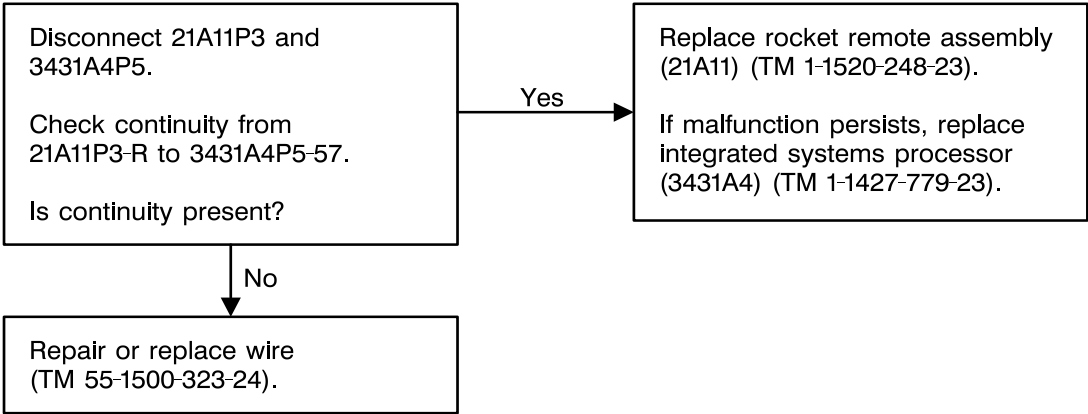 Disconnect 21A11P3 and
3431A4P5.
Check continuity from
21A11P3-R to 3431A4P5-57.
Is continuity present?
Yes
Replace rocket remote assembly
(21A11) (TM 1-1520-248-23).
If malfunction persists, replace
integrated systems processor
(3431A4) (TM 1-1427-779-23).
No
Repair or replace wire
(TM 55-1500-323-24).